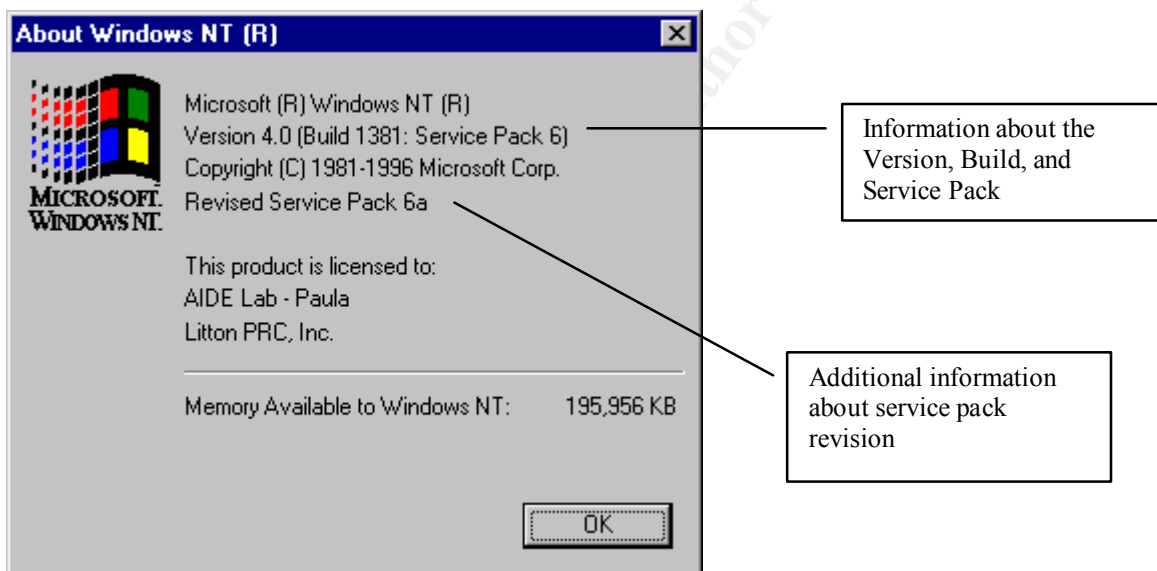 About Windows NT (R)
MICROSOFT.
WINDOWS NT.
Microsoft (R) Windows NT (R)
Version 4.0 (Build 1381: Service Pack 6)
Copyright (C) 1981-1996 Microsoft Corp.
Revised Service Pack 6a
This product is licensed to:
AIDE Lab - Paula
Litton PRC, Inc.
Memory Available to Windows NT: 195,956 KB
OK
Information about the
Version, Build, and
Service Pack
Additional information
about service pack
revision